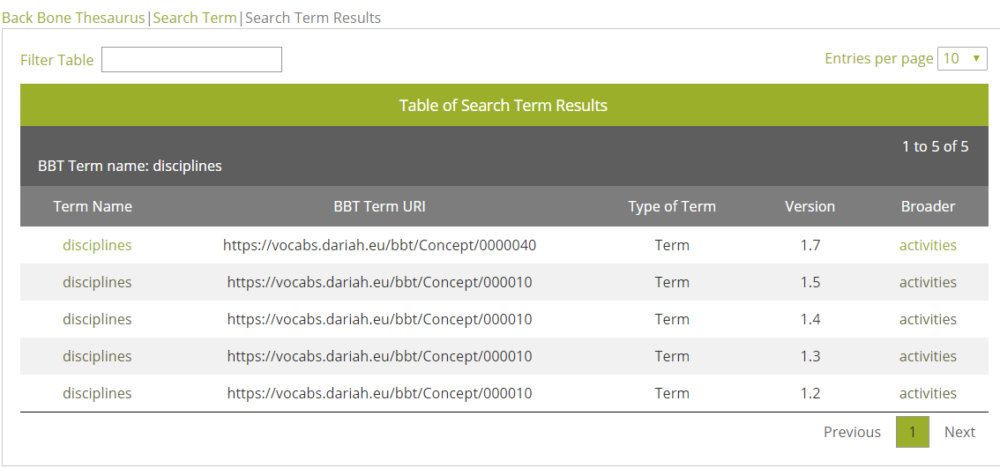 Back Bone Thesaurus|Search Term|Search Term Results
Filter Table
Entries per page 10
Table of Search Term Results
1 to 5 of 5
BBT Term name: disciplines
Term Name BBT Term URI Type of Term Version Broader
disciplines https://vocabs.dariah.eu/bbt/Concept/0000040 Term 1.7 activities
disciplines https://vocabs.dariah.eu/bbt/Concept/000010 Term 1.5 activities
disciplines https://vocabs.dariah.eu/bbt/Concept/000010 Term 1.4 activities
disciplines https://vocabs.dariah.eu/bbt/Concept/000010 Term 1.3 activities
disciplines https://vocabs.dariah.eu/bbt/Concept/000010 Term 1.2 activities
Previous 1 Next